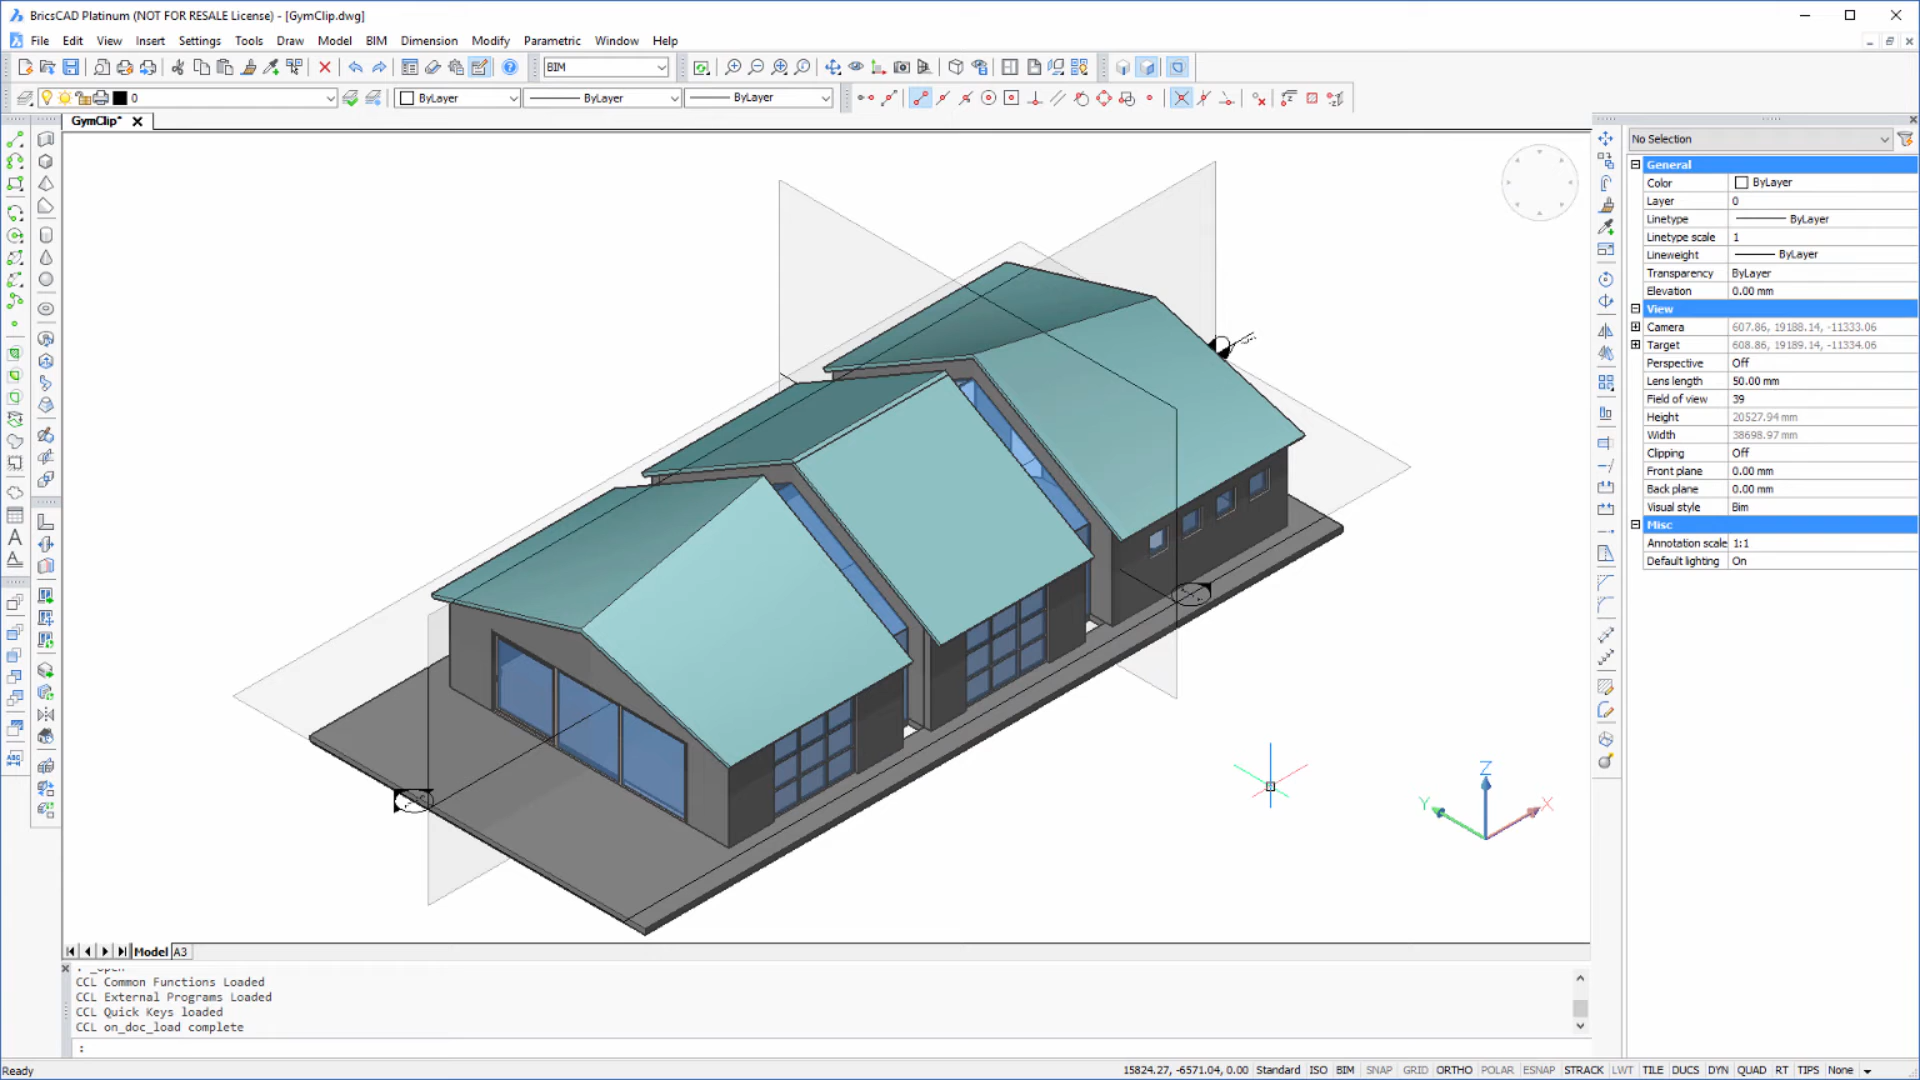 BricsCAD Platinum (NOT FOR RESALE License) - [GymClip.dwg]
File Edit View Insert Settings Tools Draw Model BIM Dimension Modify Parametric Window Help
BIM
0 ByLayer ByLayer ByLayer
GymClip*
No Selection
General
Color ByLayer
Layer 0
Linetype ByLayer
Linetype scale 1
Lineweight ByLayer
Transparency ByLayer
Elevation 0.00 mm
View
Camera 607.86, 19188.14, -11333.06
Target 608.86, 19189.14, -11334.06
Perspective Off
Lens length 50.00 mm
Field of view 39
Height 20527.94 mm
Width 38698.97 mm
Clipping Off
Front plane 0.00 mm
Back plane 0.00 mm
Visual style Bim
Misc
Annotation scale 1:1
Default lighting On
A
A
ABC
Z
Y
X
Model A3
: _open
CCL Common Functions Loaded
CCL External Programs Loaded
CCL Quick Keys loaded
CCL on_doc_load complete
:
Ready
15824.27, -6571.04, 0.00 Standard ISO BIM SNAP GRID ORTHO POLAR ESNAP STRACK LWT TILE DUCS DYN QUAD RT TIPS None